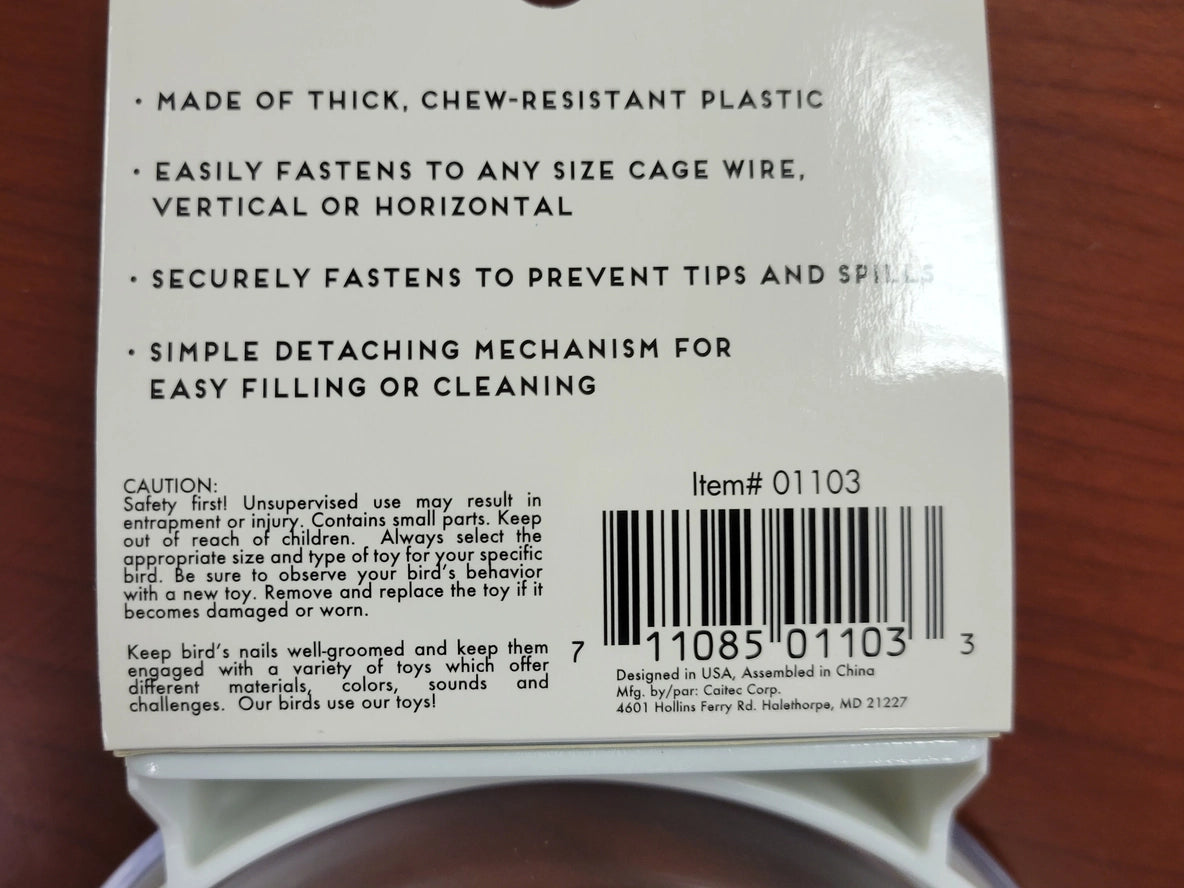 • MADE OF THICK, CHEW-RESISTANT PLASTIC
• EASILY FASTENS TO ANY SIZE CAGE WIRE,
VERTICAL OR HORIZONTAL
• SECURELY FASTENS TO PREVENT TIPS AND SPILLS
• SIMPLE DETACHING MECHANISM FOR
EASY FILLING OR CLEANING
CAUTION:
Safety first! Unsupervised use may result in
entrapment or injury. Contains small parts. Keep
out of reach of children. Always select the
appropriate size and type of toy for your specific
bird. Be sure to observe your bird's behavior
with a new toy. Remove and replace the toy if it
becomes damaged or worn.
Keep bird's nails well-groomed and keep them
engaged with a variety of toys which offer
different materials, colors, sounds and
challenges. Our birds use our toys!
Item# 01103
7 11085 01103 3
Designed in USA, Assembled in China
Mfg. by/par: Caitec Corp.
4601 Hollins Ferry Rd. Halethorpe, MD 21227